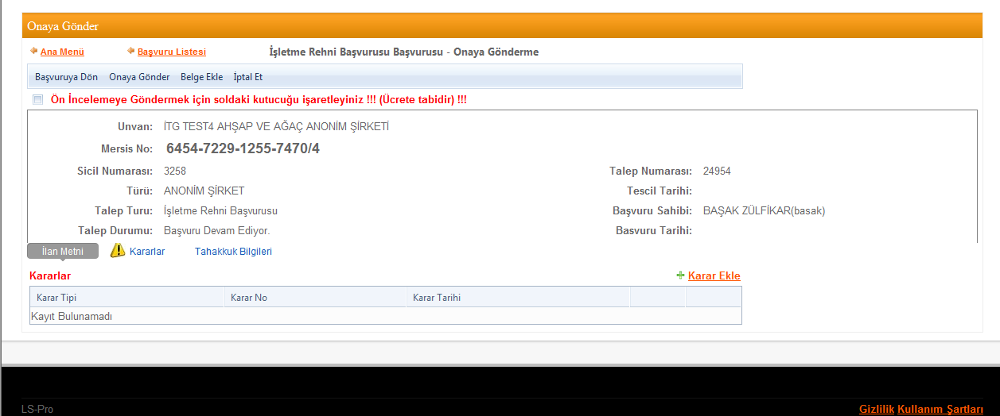 Onaya Gönder
Ana Menü Başvuru Listesi İşletme Rehni Başvurusu Başvurusu - Onaya Gönderme
Başvuruya Dön Onaya Gönder Belge Ekle İptal Et
Ön İncelemeye Göndermek için soldaki kutucuğu işaretleyiniz !!! (Ücrete tabidir) !!!
Unvan: İTG TEST4 AHŞAP VE AĞAÇ ANONİM ŞİRKETİ
Mersis No: 6454-7229-1255-7470/4
Sicil Numarası: 3258 Talep Numarası: 24954
Türü: ANONİM ŞİRKET Tescil Tarihi:
Talep Turu: İşletme Rehni Başvurusu Başvuru Sahibi: BAŞAK ZÜLFİKAR(basak)
Talep Durumu: Başvuru Devam Ediyor. Basvuru Tarihi:
İlan Metni Kararlar Tahakkuk Bilgileri
Kararlar Karar Ekle
Karar Tipi Karar No Karar Tarihi
Kayıt Bulunamadı
LS-Pro Gizlilik Kullanım Şartları